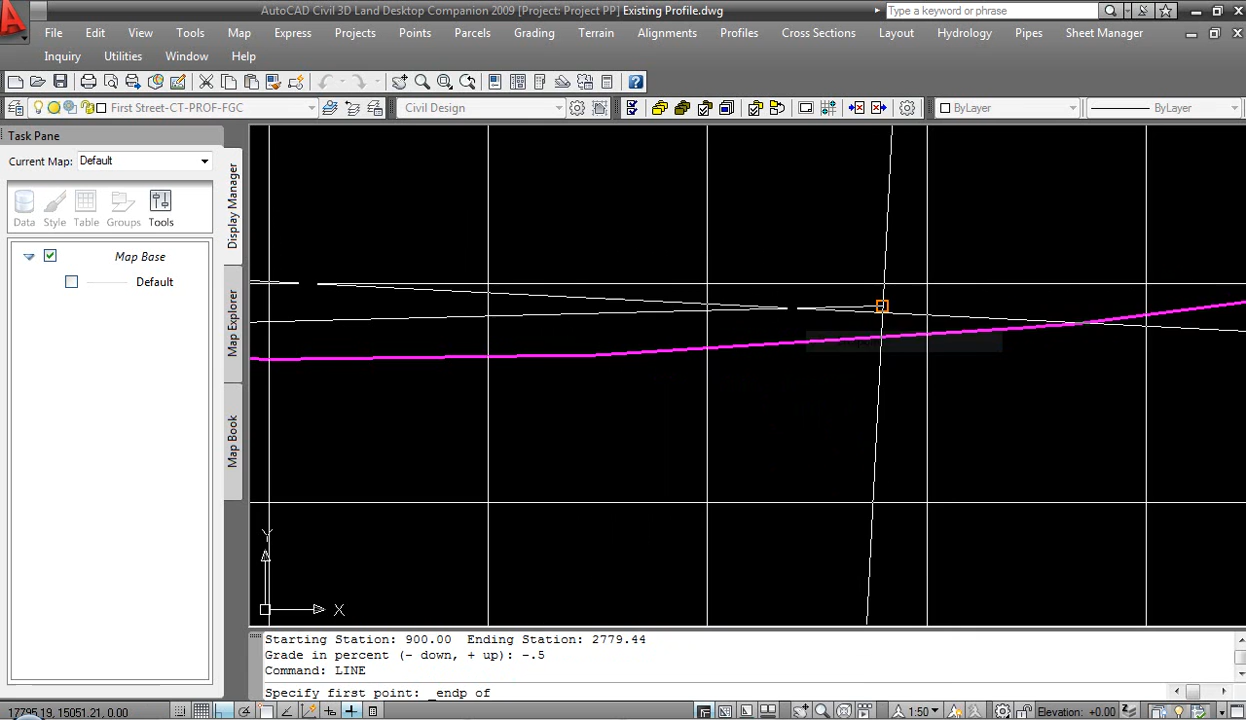 AutoCAD Civil 3D Land Desktop Companion 2009 [Project: Project PP] Existing Profile.dwg
Type a keyword or phrase
File Edit View Tools Map Express Projects Points Parcels Grading Terrain Alignments Profiles Cross Sections Layout Hydrology Pipes Sheet Manager
Inquiry Utilities Window Help
First Street-CT-PROF-FGC Civil Design ByLayer ByLayer
Task Pane
Current Map: Default
Data Style Table Groups Tools
Map Base
Default
Display Manager
Map Explorer
Map Book
Y
X
Starting Station: 900.00 Ending Station: 2779.44
Grade in percent (- down, + up): -.5
Command: LINE
Specify first point: _endp of
17795.19, 15051.21, 0.00 1:50 Elevation: +0.00